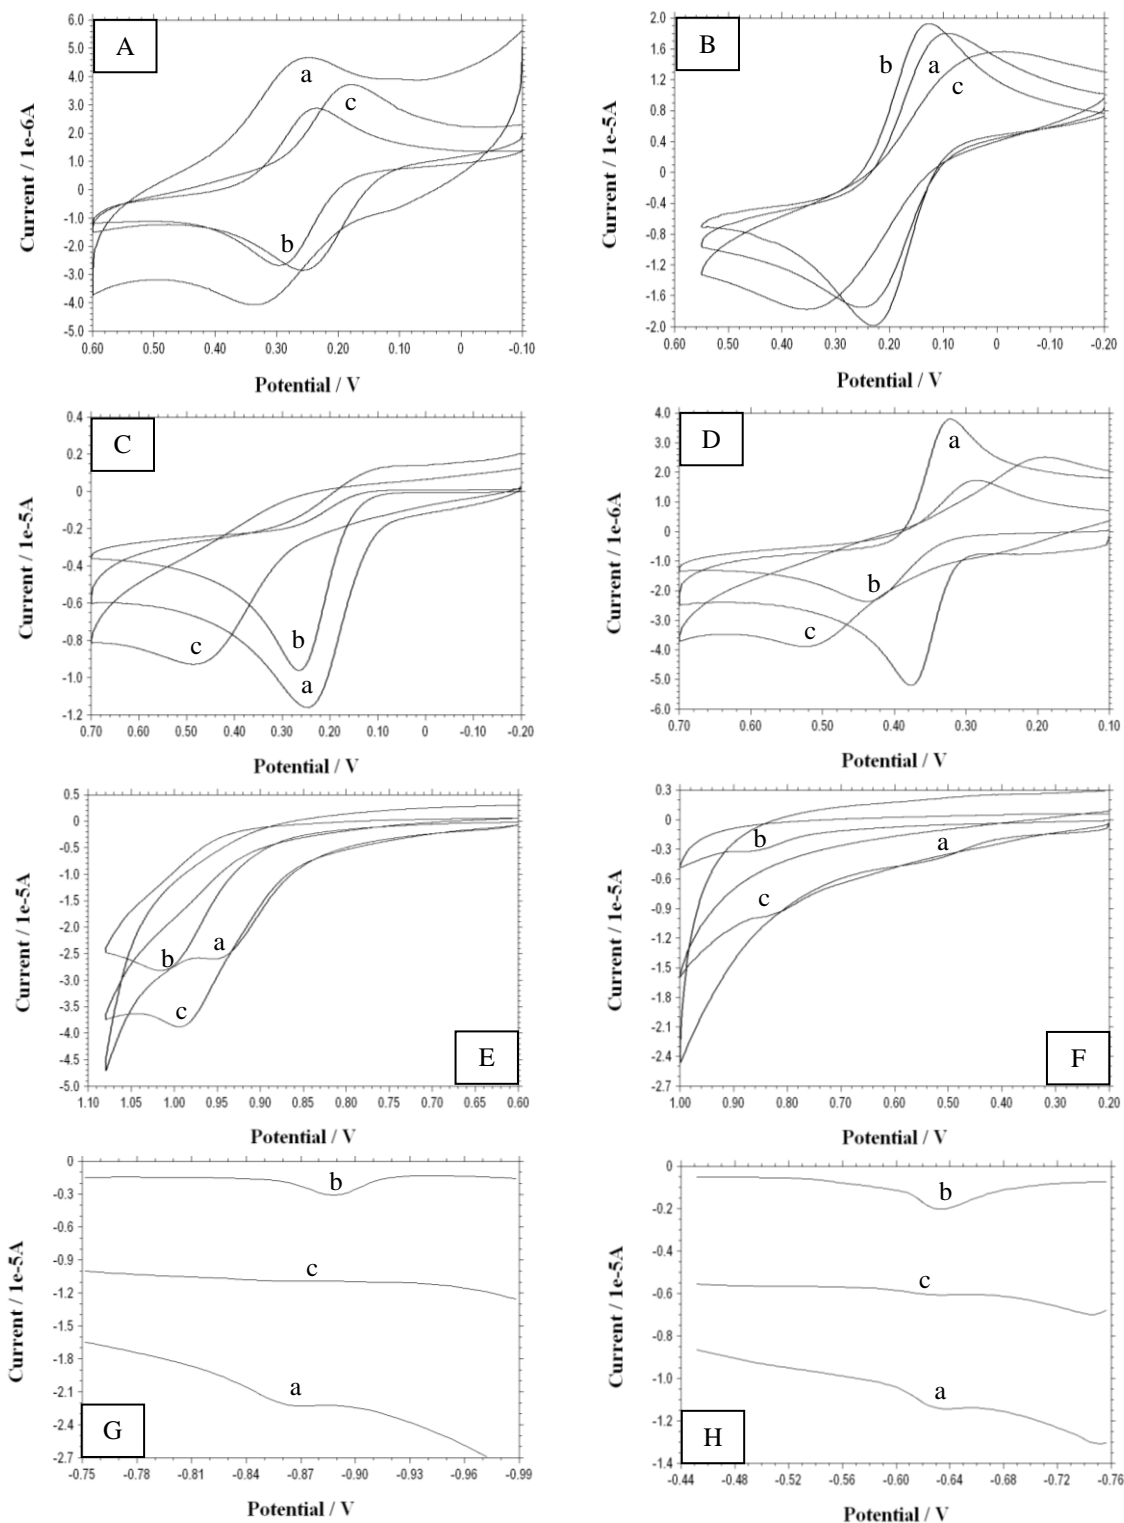 A
a
c
b
6.0
5.0
4.0
3.0
2.0
1.0
0
-1.0
-2.0
-3.0
-4.0
-5.0
0.60 0.50 0.40 0.30 0.20 0.10 0 -0.10
Current / 1e-6A
Potential / V
B
b
a
c
2.0
1.6
1.2
0.8
0.4
0
-0.4
-0.8
-1.2
-1.6
-2.0
0.60 0.50 0.40 0.30 0.20 0.10 0 -0.10 -0.20
Current / 1e-5A
Potential / V
C
c
b
a
0.4
0.2
0
-0.2
-0.4
-0.6
-0.8
-1.0
-1.2
0.70 0.60 0.50 0.40 0.30 0.20 0.10 0 -0.10 -0.20
Current / 1e-5A
Potential / V
D
a
b
c
4.0
3.0
2.0
1.0
0
-1.0
-2.0
-3.0
-4.0
-5.0
-6.0
0.70 0.50 0.30 0.10
Current / 1e-6A
Potential / V
E
b
a
c
0.5
0
-0.5
-1.0
-1.5
-2.0
-2.5
-3.0
-3.5
-4.0
-4.5
-5.0
1.10 1.05 1.00 0.95 0.90 0.85 0.80 0.75 0.70 0.65 0.60
Current / 1e-5A
Potential / V
F
b
a
c
0.3
0
-0.3
-0.6
-0.9
-1.2
-1.5
-1.8
-2.1
-2.4
-2.7
1.00 0.90 0.80 0.70 0.60 0.50 0.40 0.30 0.20
Current / 1e-5A
Potential / V
G
b
c
a
0
-0.3
-0.6
-0.9
-1.2
-1.5
-1.8
-2.1
-2.4
-2.7
-0.75 -0.78 -0.81 -0.84 -0.87 -0.90 -0.93 -0.96 -0.99
Current / 1e-5A
Potential / V
H
b
c
a
0
-0.2
-0.4
-0.6
-0.8
-1.0
-1.2
-1.4
-0.44 -0.48 -0.52 -0.56 -0.60 -0.64 -0.68 -0.72 -0.76
Current / 1e-5A
Potential / V